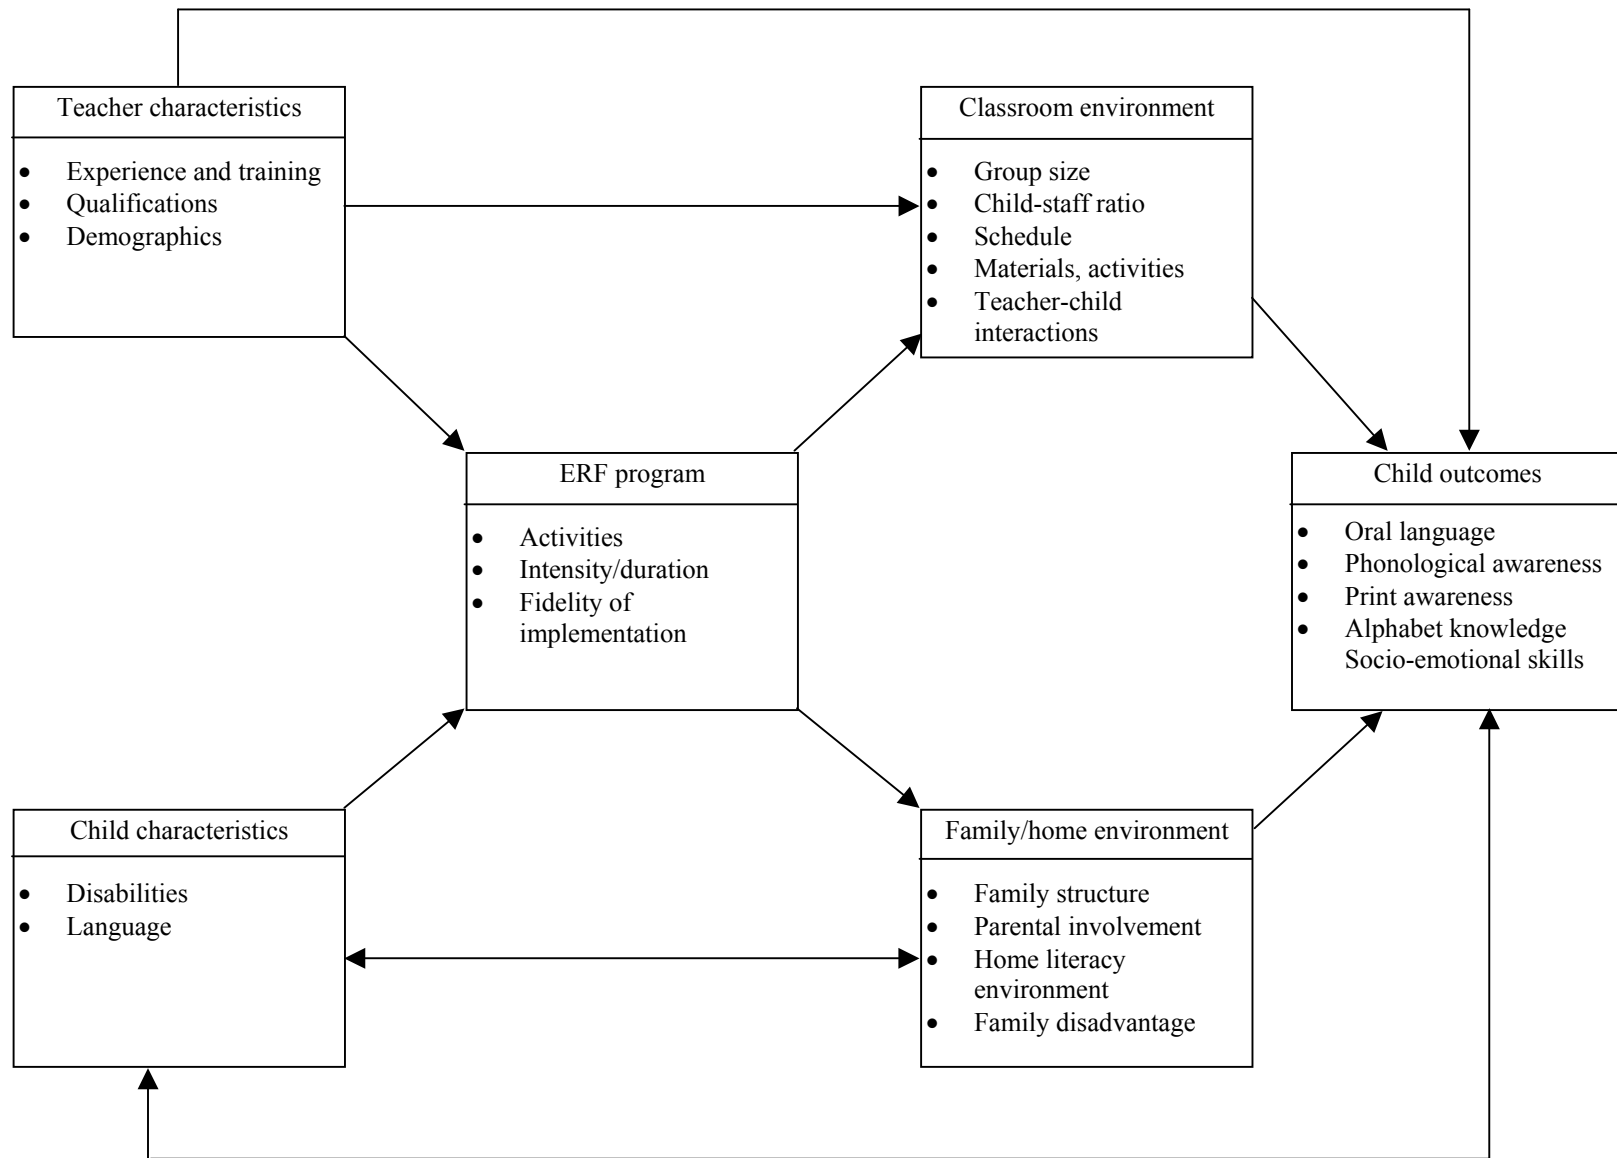 Teacher characteristics
• Experience and training
• Qualifications
• Demographics
Classroom environment
• Group size
• Child-staff ratio
• Schedule
• Materials, activities
• Teacher-child
interactions
ERF program
• Activities
• Intensity/duration
• Fidelity of
implementation
Child outcomes
• Oral language
• Phonological awareness
• Print awareness
• Alphabet knowledge
Socio-emotional skills
Child characteristics
• Disabilities
• Language
Family/home environment
• Family structure
• Parental involvement
• Home literacy
environment
• Family disadvantage